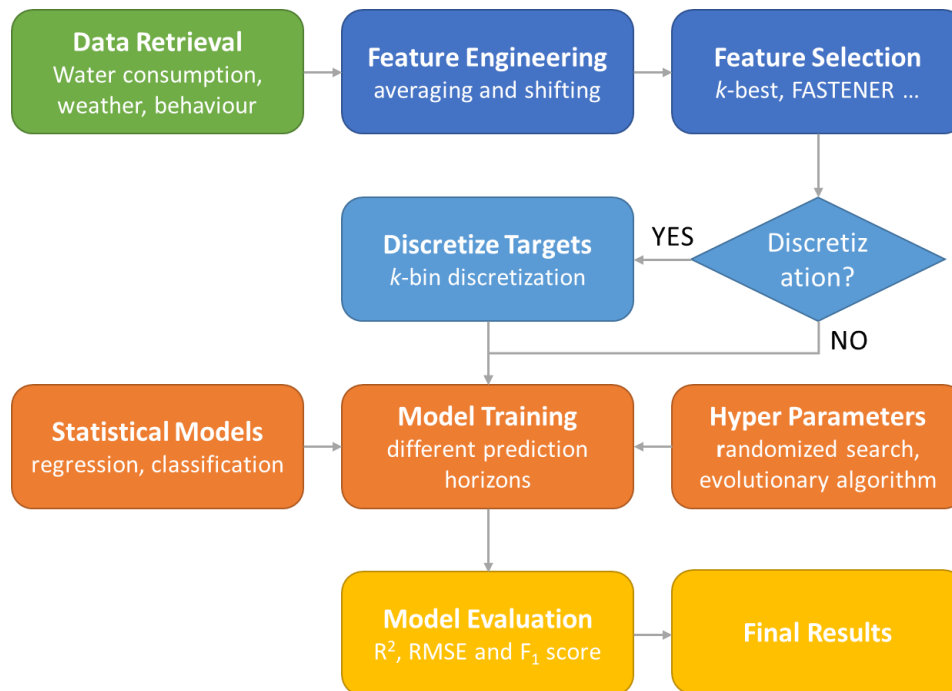 Data Retrieval
Water consumption,
weather, behaviour
Feature Engineering
averaging and shifting
Feature Selection
k-best, FASTENER ...
Discretize Targets
k-bin discretization
YES
Discretiz
ation?
NO
Statistical Models
regression, classification
Model Training
different prediction
horizons
Hyper Parameters
randomized search,
evolutionary algorithm
Model Evaluation
R², RMSE and F₁ score
Final Results